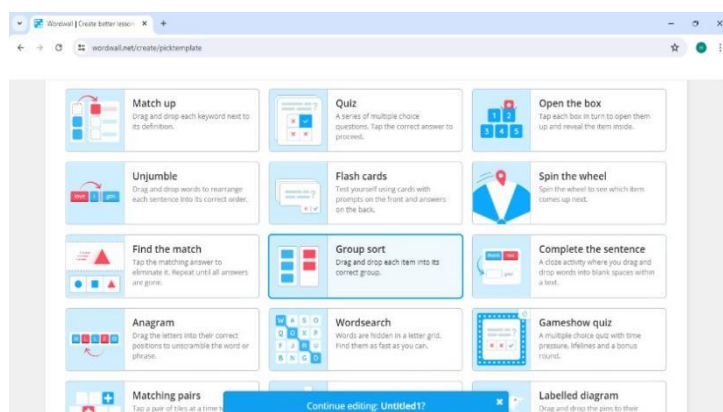 Wordwall | Create better lesson
wordwall.net/create/picktemplate
Match up
Drag and drop each keyword next to
its definition.
Quiz
A series of multiple choice
questions. Tap the correct answer to
proceed.
Open the box
Tap each box in turn to open them
up and reveal the item inside.
1 2
3 4 5
Unjumble
Drag and drop words to rearrange
each sentence into its correct order.
Flash cards
Test yourself using cards with
prompts on the front and answers
on the back.
Spin the wheel
Spin the wheel to see which item
comes up next.
Find the match
Tap the matching answer to
eliminate it. Repeat until all answers
are gone.
Group sort
Drag and drop each item into its
correct group.
Complete the sentence
A cloze activity where you drag and
drop words into blank spaces within
a text.
Anagram
Drag the letters into their correct
positions to unscramble the word or
phrase.
Wordsearch
Words are hidden in a letter grid.
Find them as fast as you can.
Gameshow quiz
A multiple choice quiz with time
pressure, lifelines and a bonus
round.
Matching pairs
Tap a pair of tiles at a time
Continue editing: Untitled1?
Labelled diagram
Drag and drop the pins to their